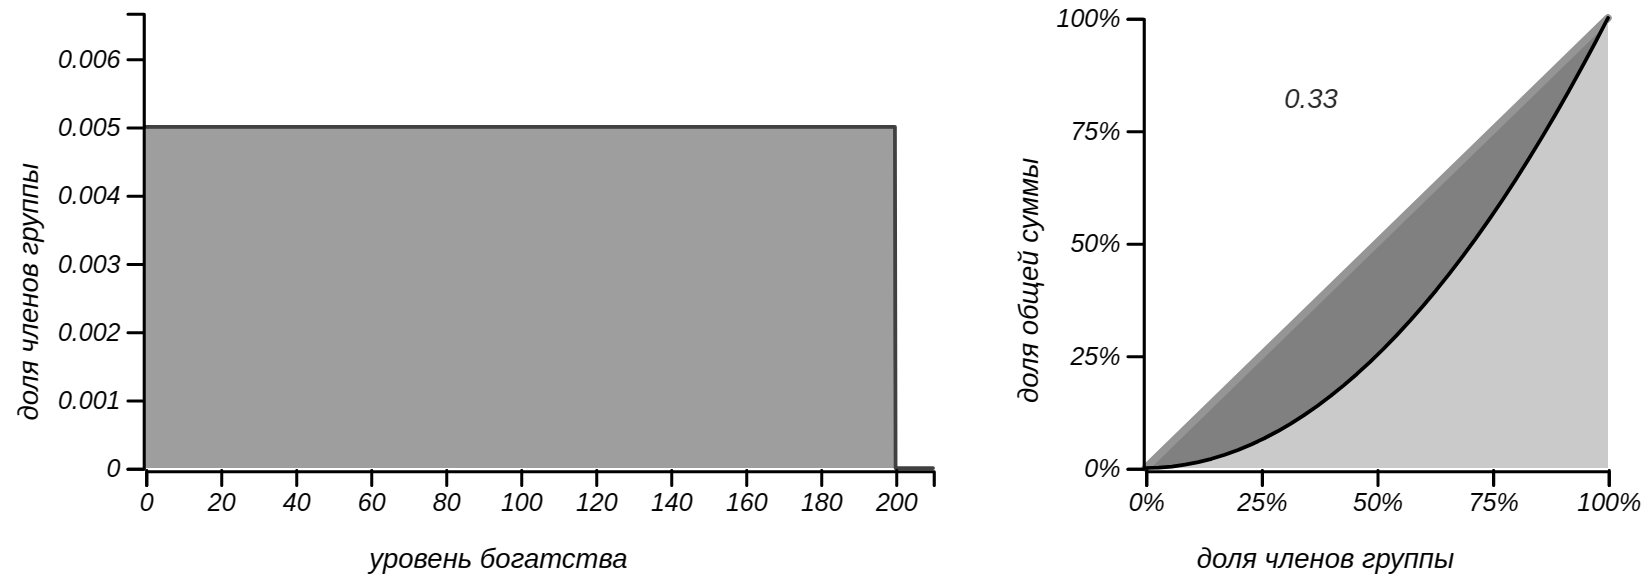 0.006
0.005
0.004
0.003
0.002
0.001
0
доля членов группы
0 20 40 60 80 100 120 140 160 180 200
уровень богатства
100%
75%
50%
25%
0%
доля общей суммы
0.33
0% 25% 50% 75% 100%
доля членов группы